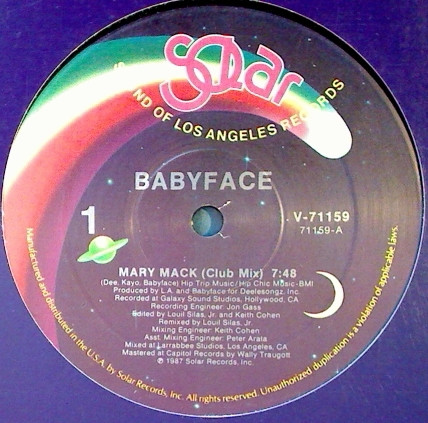 Solar
S ND OF LOS ANGELES RECORDS
BABYFACE
1
V-71159
71159-A
MARY MACK (Club Mix) 7:48
(Dee, Kayo, Babyface) Hip Trip Music/Hip Chic Music-BMI
Produced by L.A. and Babyface for Deelesongz, Inc.
Recorded at Galaxy Sound Studios, Hollywood, CA
Recording Engineer: Jon Gass
Edited by Louil Silas, Jr. and Keith Cohen
Remixed by Louil Silas, Jr.
Mixing Engineer: Keith Cohen
Asst. Mixing Engineer: Peter Arata
Mixed at Larrabee Studios, Los Angeles, CA
Mastered at Capitol Records by Wally Traugott
℗ 1987 Solar Records, Inc.
Manufactured and distributed in the U.S.A. by Solar Records, Inc. All rights reserved. Unauthorized duplication is a violation of applicable laws.